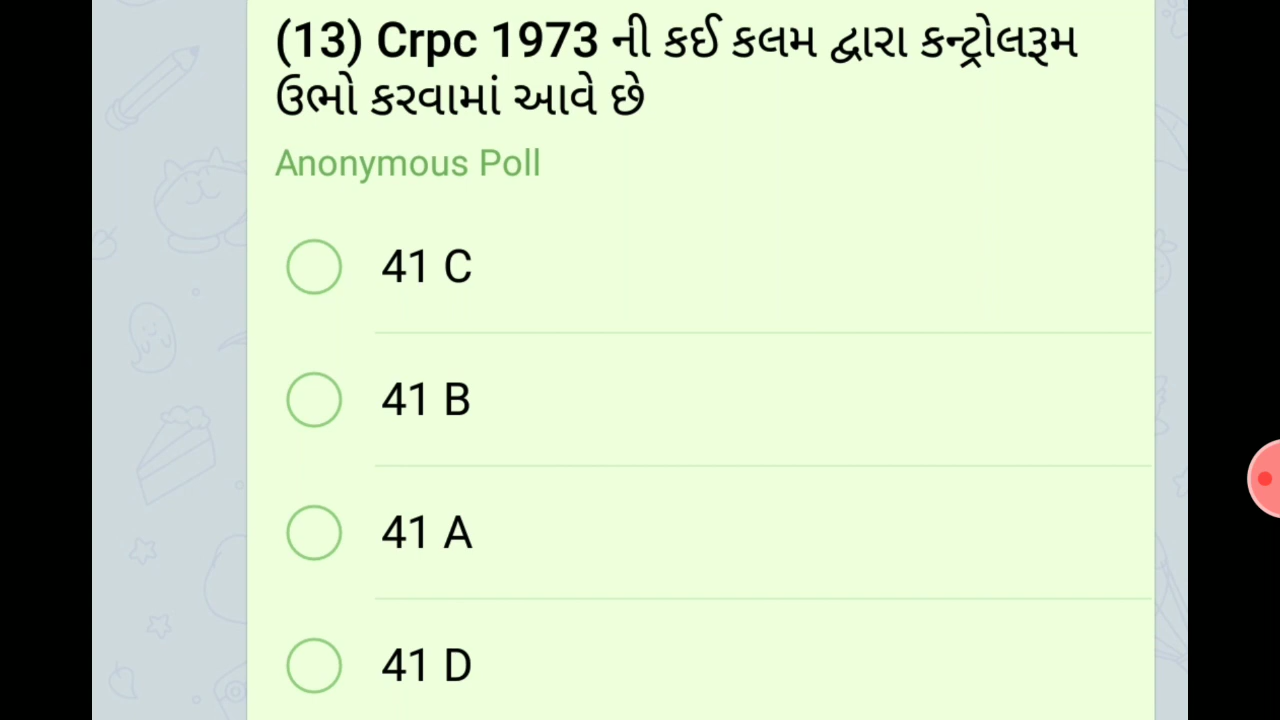 (13) Crpc 1973 ની કઈ કલમ દ્વારા કન્ટ્રોલરૂમ
ઉભો કરવામાં આવે છે
Anonymous Poll
41 C
41 B
41 A
41 D